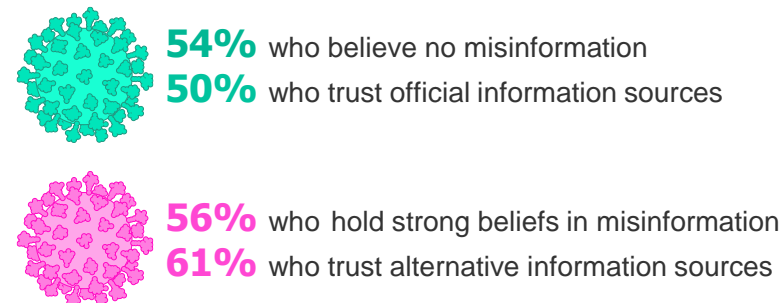 54% who believe no misinformation
50% who trust official information sources
56% who hold strong beliefs in misinformation
61% who trust alternative information sources